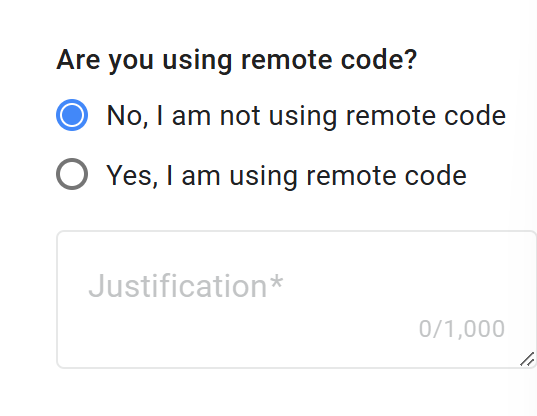 Are you using remote code?
No, I am not using remote code
Yes, I am using remote code
Justification*
0/1,000